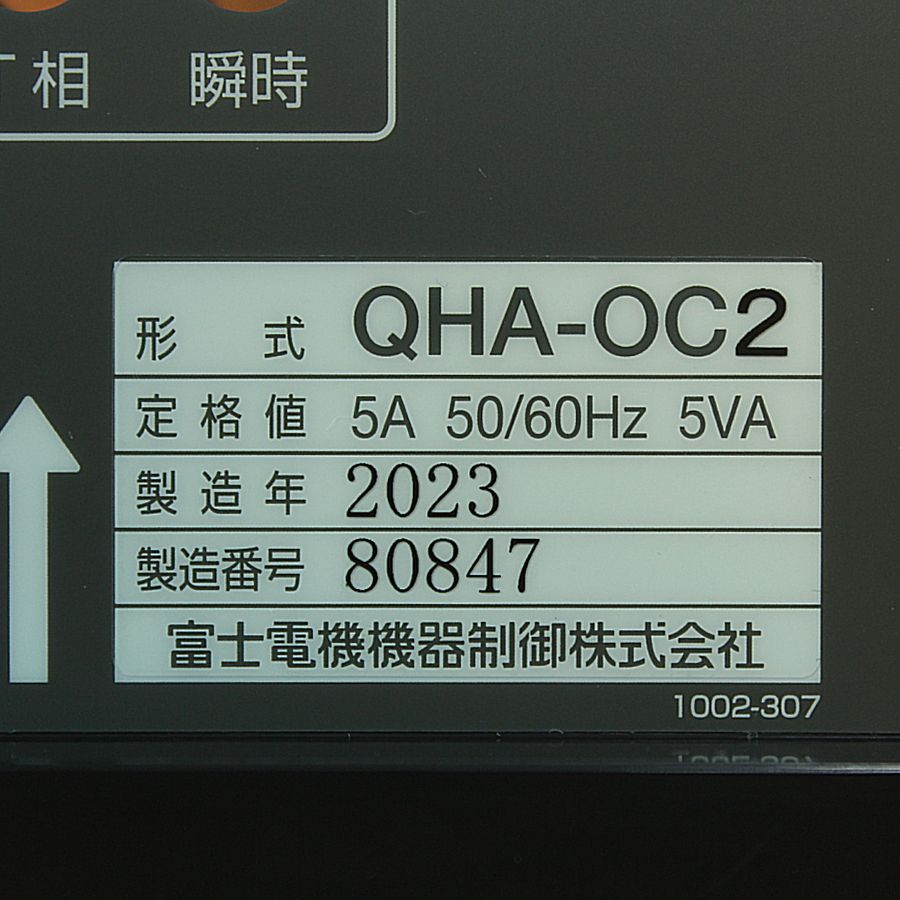 T相 瞬時
形 式 QHA-OC2
定格値 5A 50/60Hz 5VA
製造年 2023
製造番号 80847
富士電機機器制御株式会社
1002-307